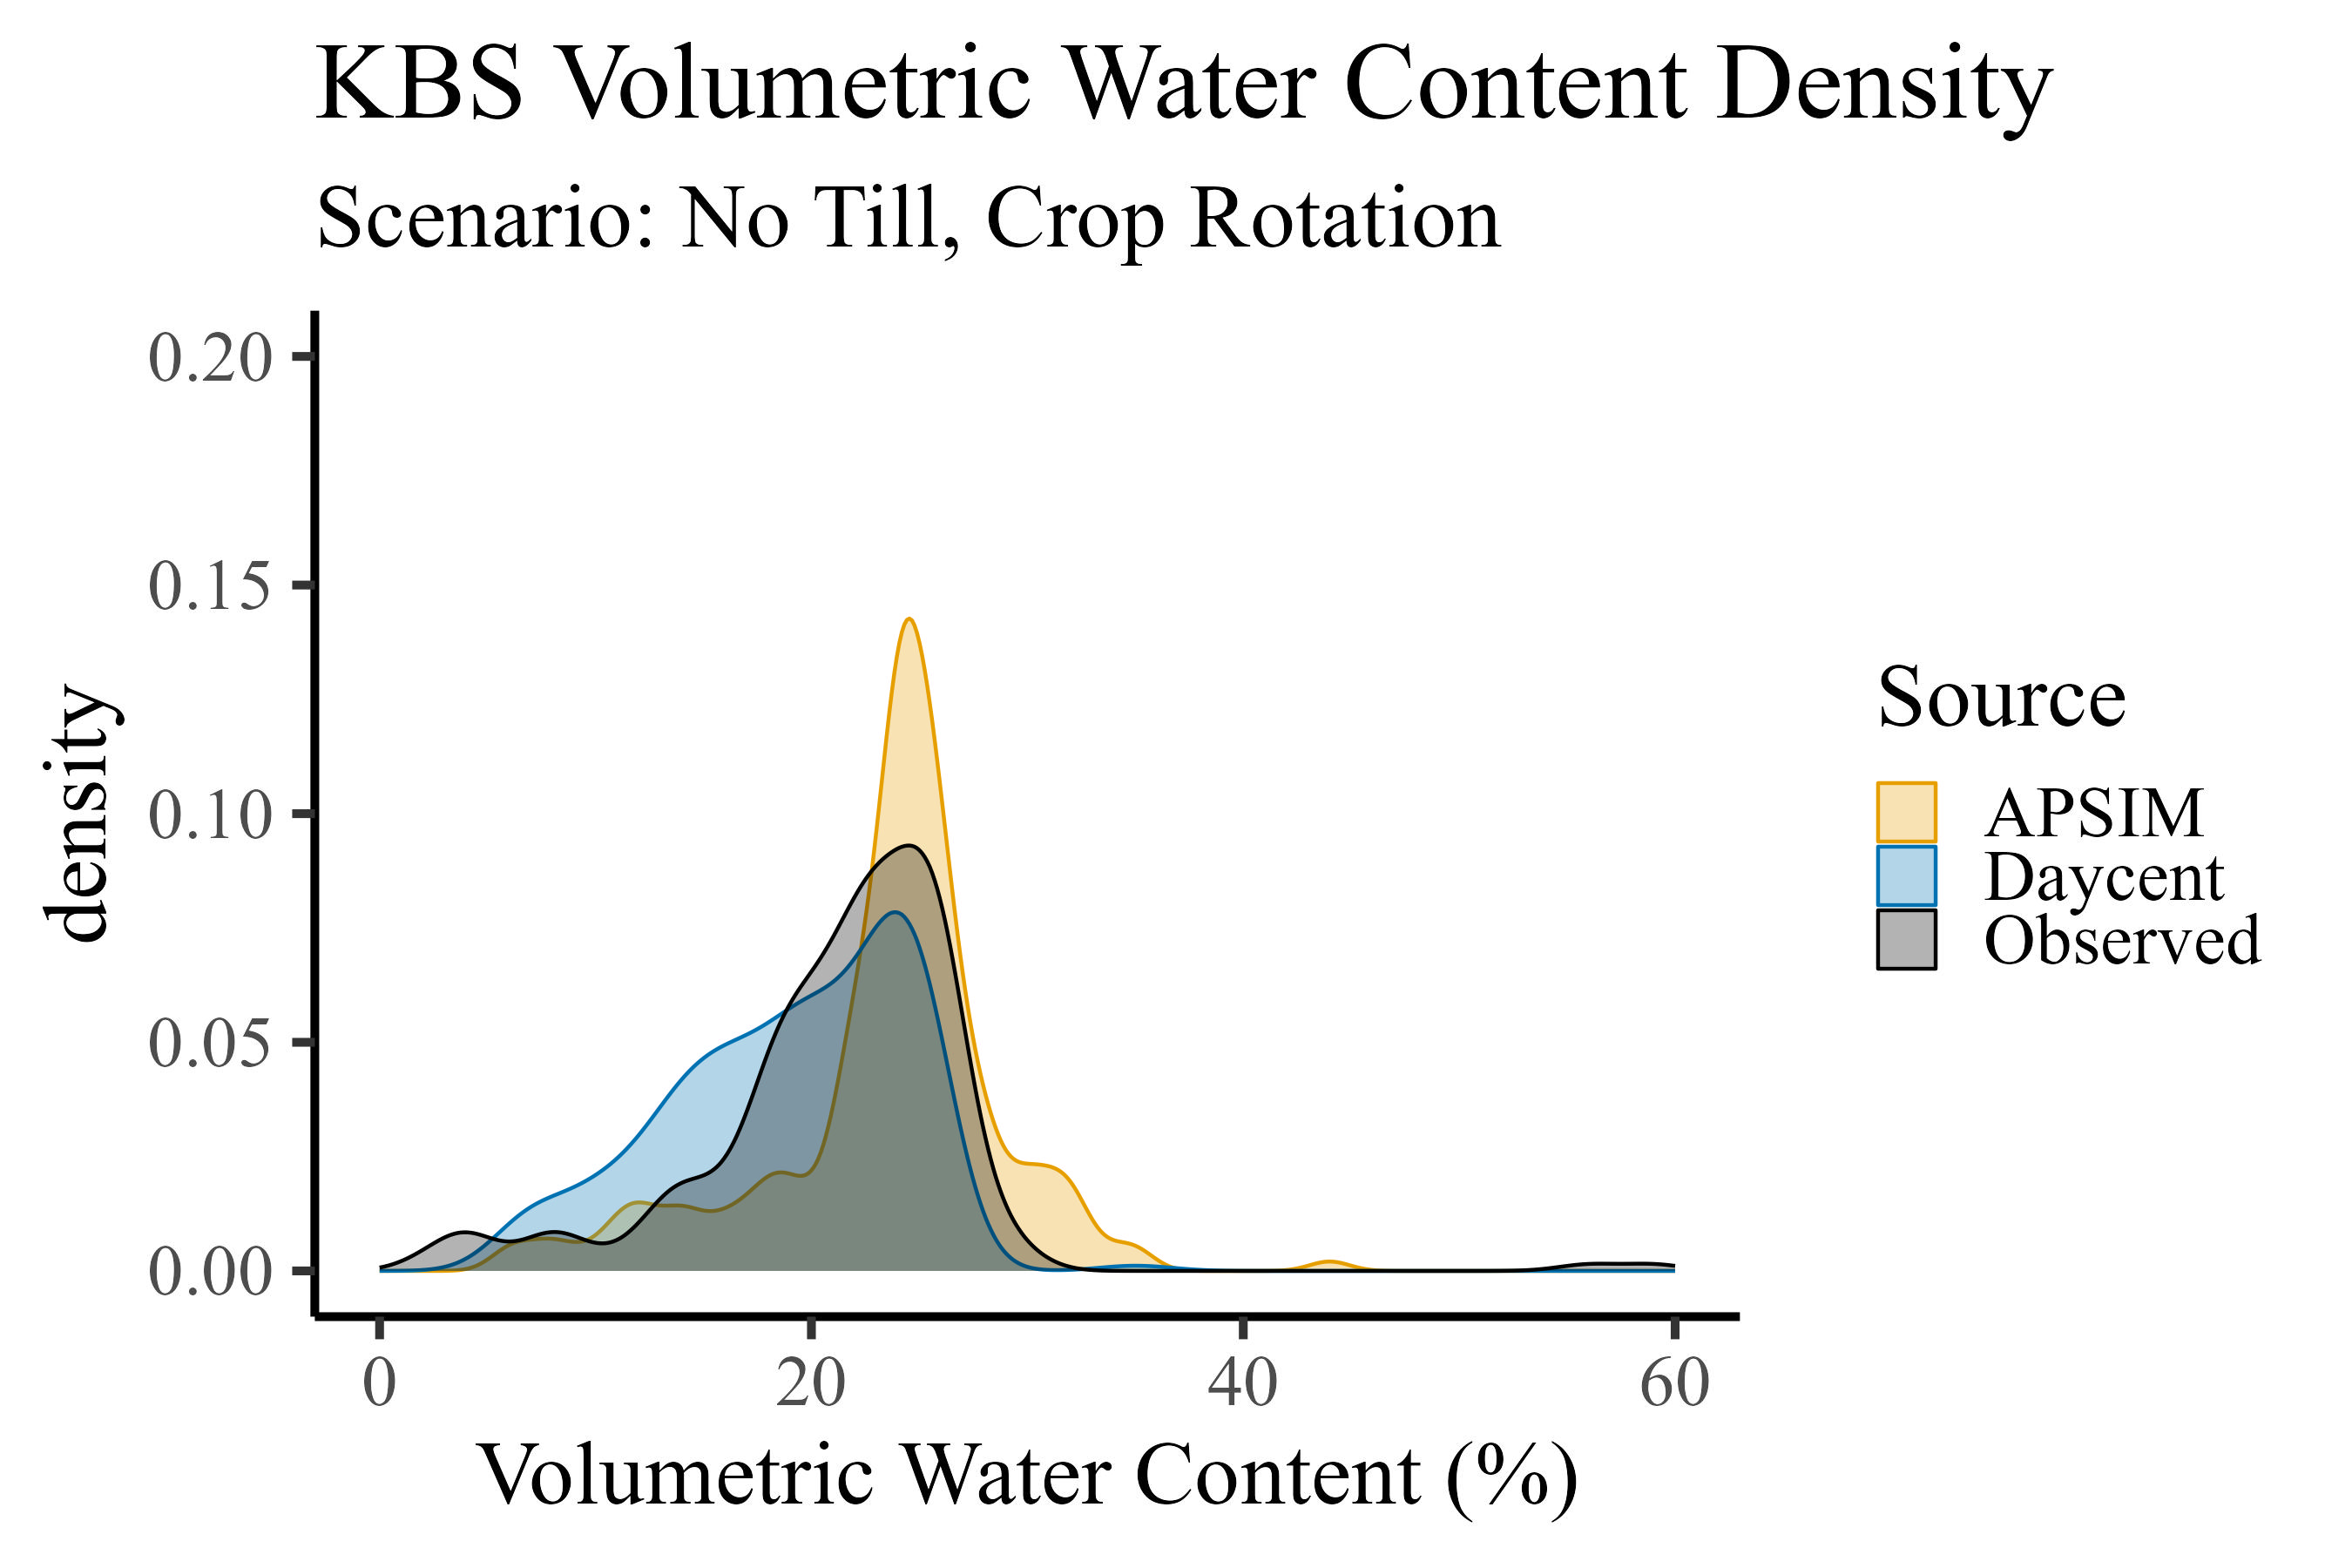 KBS Volumetric Water Content Density
Scenario: No Till, Crop Rotation
0.20
0.15
0.10
0.05
0.00
density
0 20 40 60
Volumetric Water Content (%)
Source
APSIM
Daycent
Observed